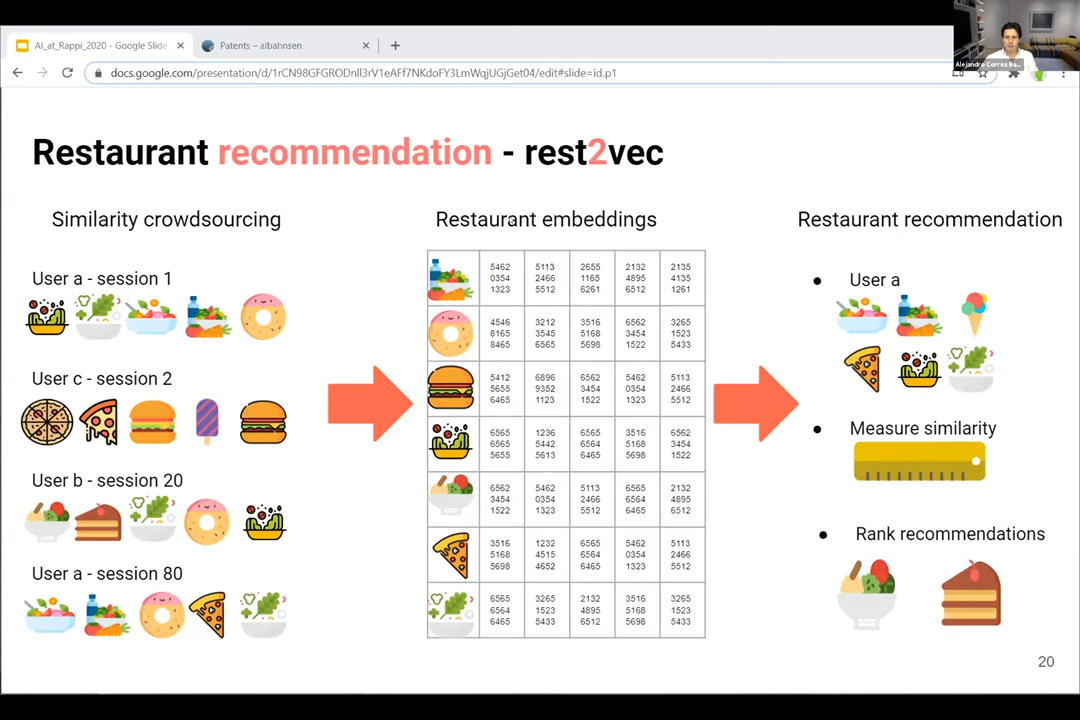 AI_at_Rappi_2020 - Google Slide
Patents – albahnsen
docs.google.com/presentation/d/1rCN98GFGRODnll3rV1eAFf7NKdoFY3LmWqjUGjGet04/edit#slide=id.p1
Alejandro Correa Ba...
Restaurant recommendation - rest2vec
Similarity crowdsourcing
User a - session 1
User c - session 2
User b - session 20
User a - session 80
Restaurant embeddings
5462 5113 2655 2132 2135
0354 2466 1165 4895 4135
1323 5512 6261 6512 1261
4546 3212 3516 6562 3265
8165 3545 5168 3454 1523
8465 6565 5698 1522 5433
5412 6896 6562 5462 5113
5655 9352 3454 0354 2466
6465 1123 1522 1323 5512
6565 1236 6565 3516 6562
6565 5442 6564 5168 3454
5655 5613 6465 5698 1522
6562 5462 5113 6565 2132
3454 0354 2466 6564 4895
1522 1323 5512 6465 6512
3516 1232 6565 5462 5113
5168 4515 6564 0354 2466
5698 4652 6465 1323 5512
6565 3265 2132 3516 3265
6564 1523 4895 5168 1523
6465 5433 6512 5698 5433
Restaurant recommendation
● User a
● Measure similarity
● Rank recommendations
20